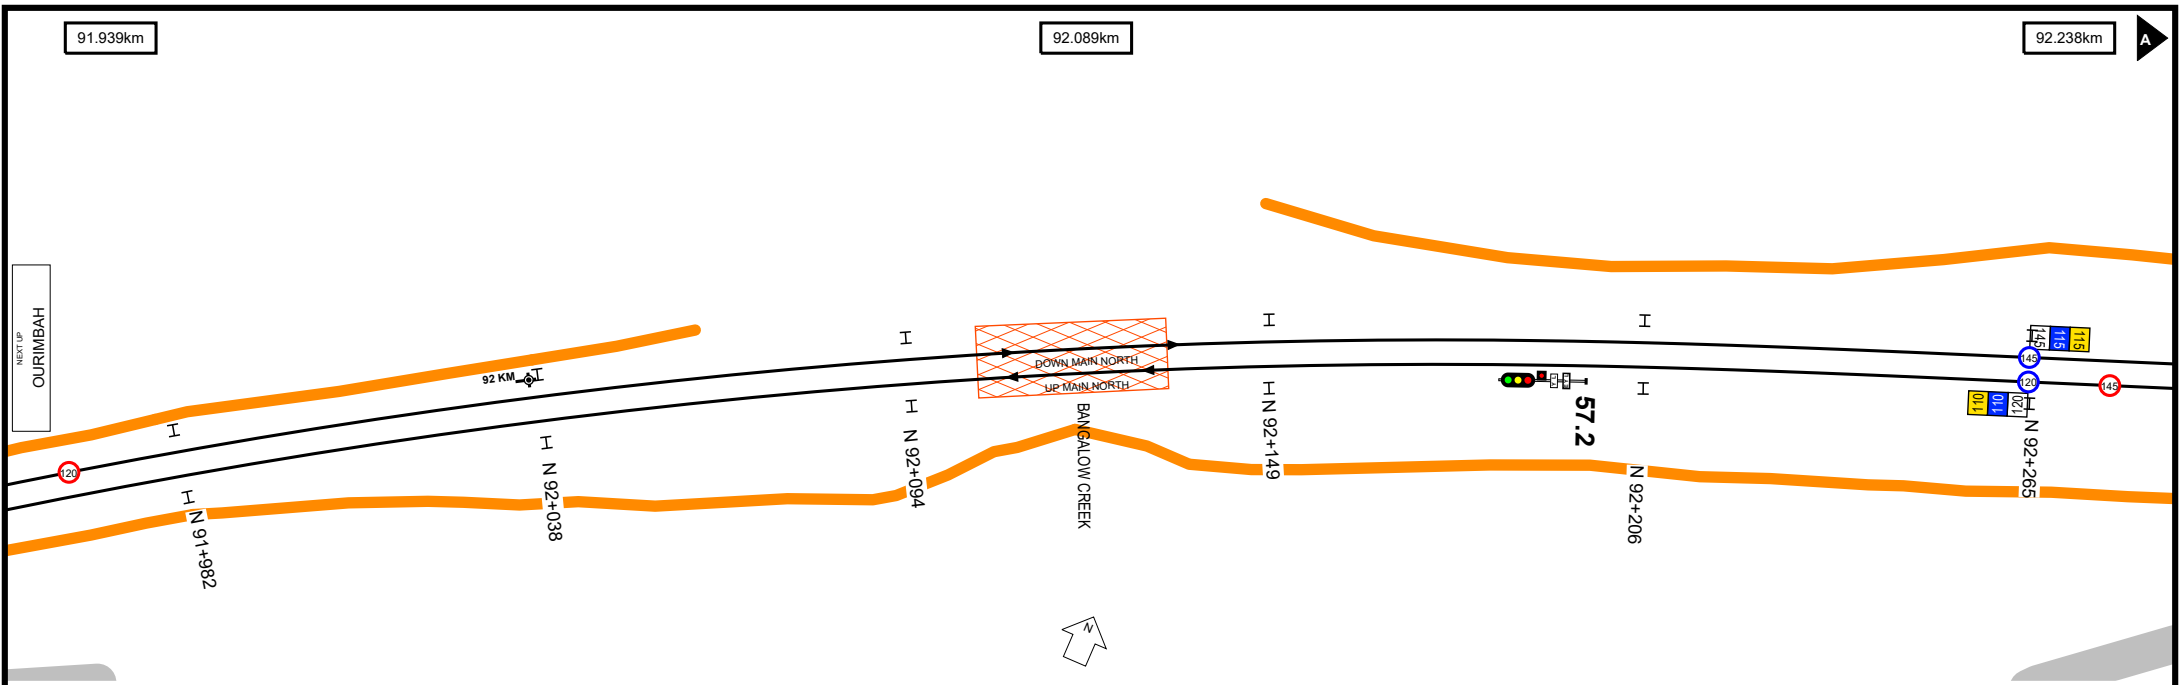 91.939km
92.089km
92.238km
A
NEXT UP
OURIMBAH
120
N 91+982
92 KM
N 92+038
N 92+094
DOWN MAIN NORTH
UP MAIN NORTH
BANGALOW CREEK
N 92+149
57.2
N 92+206
145
115
115
145
120
145
110
110
120
N 92+265
N